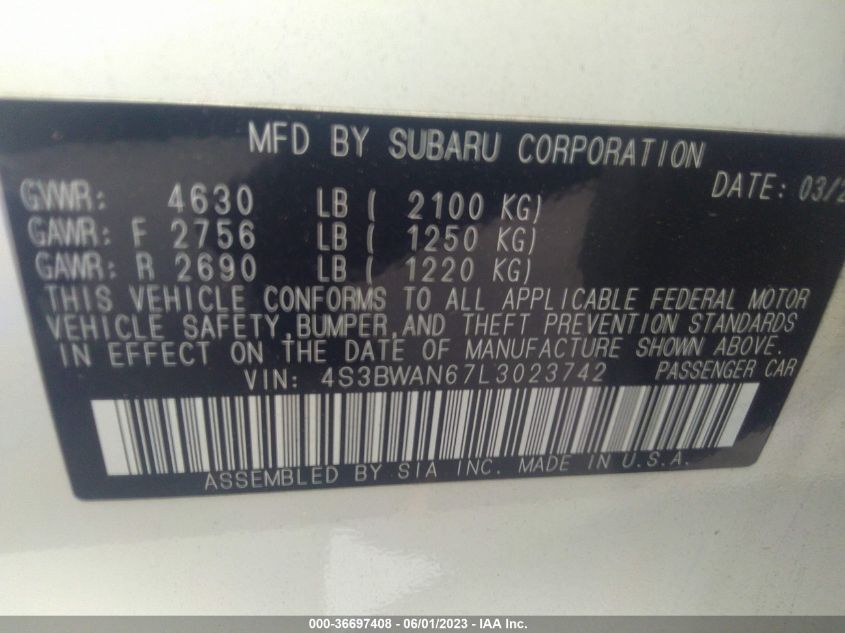 MFD BY SUBARU CORPORATION
DATE: 03/2
GVWR: 4630 LB ( 2100 KG)
GAWR: F 2756 LB ( 1250 KG)
GAWR: R 2690 LB ( 1220 KG)
THIS VEHICLE CONFORMS TO ALL APPLICABLE FEDERAL MOTOR
VEHICLE SAFETY,BUMPER,AND THEFT PREVENTION STANDARDS
IN EFFECT ON THE DATE OF MANUFACTURE SHOWN ABOVE.
VIN: 4S3BWAN67L3023742 PASSENGER CAR
ASSEMBLED BY SIA INC. MADE IN U.S.A.
000-36697408 - 06/01/2023 - IAA Inc.